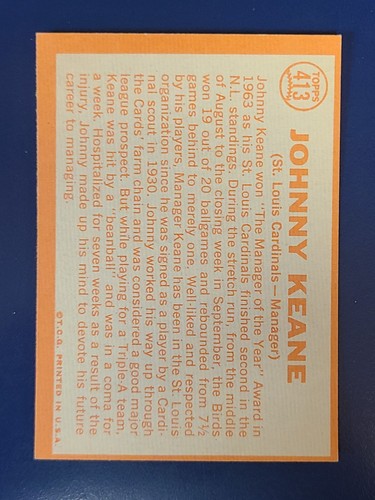 TOPPS
413
JOHNNY KEANE
(St. Louis Cardinals—Manager)
Johnny Keane won "The Manager of the Year" Award in
1963 as his St. Louis Cardinals finished second in the
N.L. standings. During the stretch run, from the middle
of August to the closing week in September, the Birds
won 19 out of 20 ballgames and rebounded from 7½
games behind to merely one. Well-liked and respected
by his players, Manager Keane has been in the St. Louis
organization since he was signed as a player by a Cardi-
nal scout in 1930. Johnny worked his way up through
the Cards' farm chain and was considered a good major
league prospect. But while playing for a Triple-A team,
Keane was hit by a "beanball" and was in a coma for
a week. Hospitalized for seven weeks as a result of the
injury, Johnny made up his mind to devote his future
career to managing.
©T.C.G. PRINTED IN U.S.A.